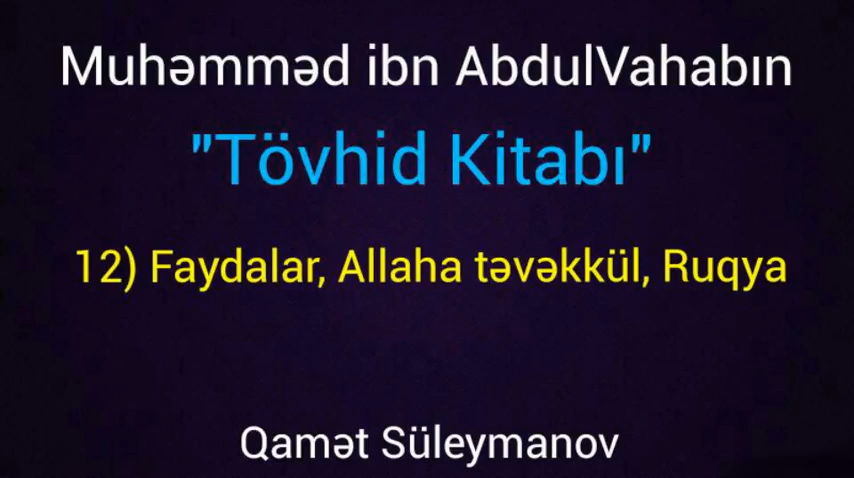 Muhəmməd ibn AbdulVahabın
"Tövhid Kitabı"
12) Faydalar, Allaha təvəkkül, Ruqya
Qamət Süleymanov